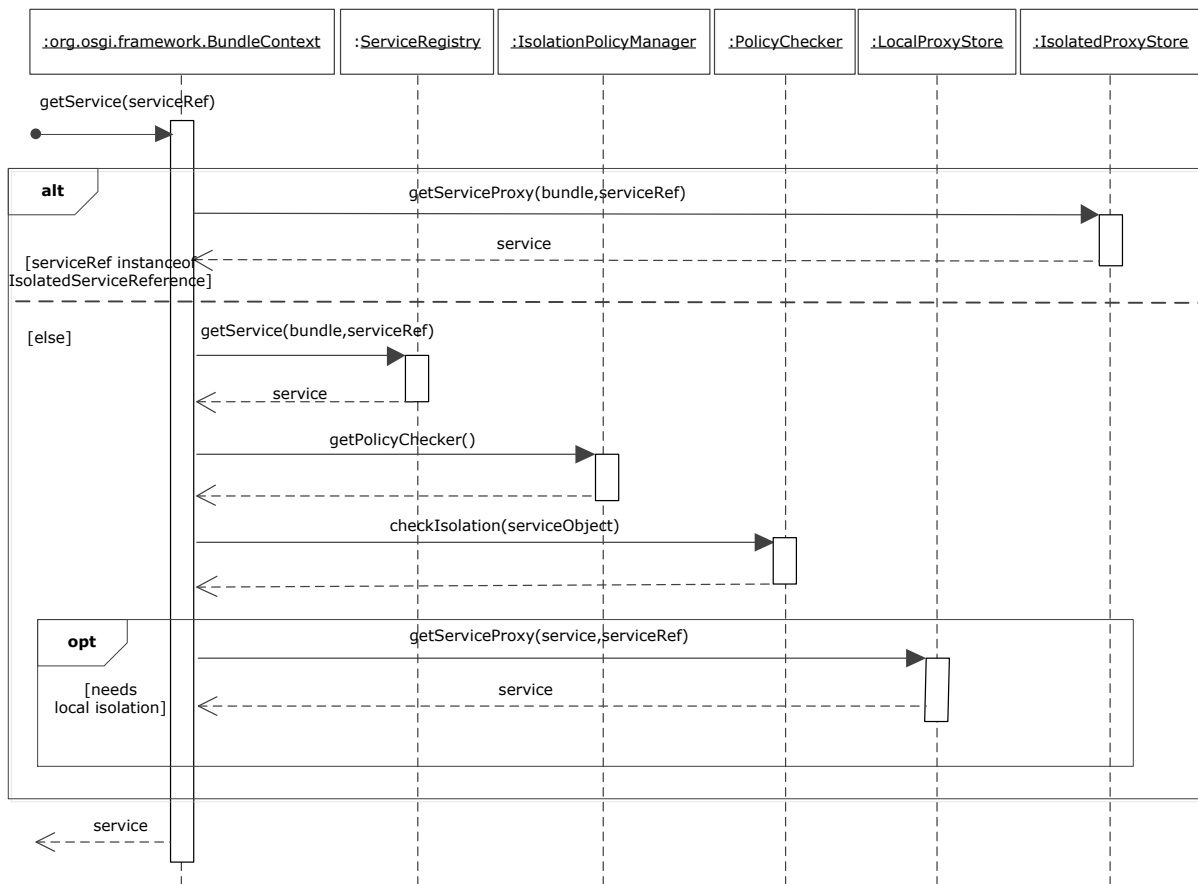 :org.osgi.framework.BundleContext
:ServiceRegistry
:IsolationPolicyManager
:PolicyChecker
:LocalProxyStore
:IsolatedProxyStore
getService(serviceRef)
alt
getServiceProxy(bundle,serviceRef)
service
[serviceRef instanceof
IsolatedServiceReference]
[else]
getService(bundle,serviceRef)
service
getPolicyChecker()
checkIsolation(serviceObject)
opt
getServiceProxy(service,serviceRef)
[needs
local isolation]
service
service